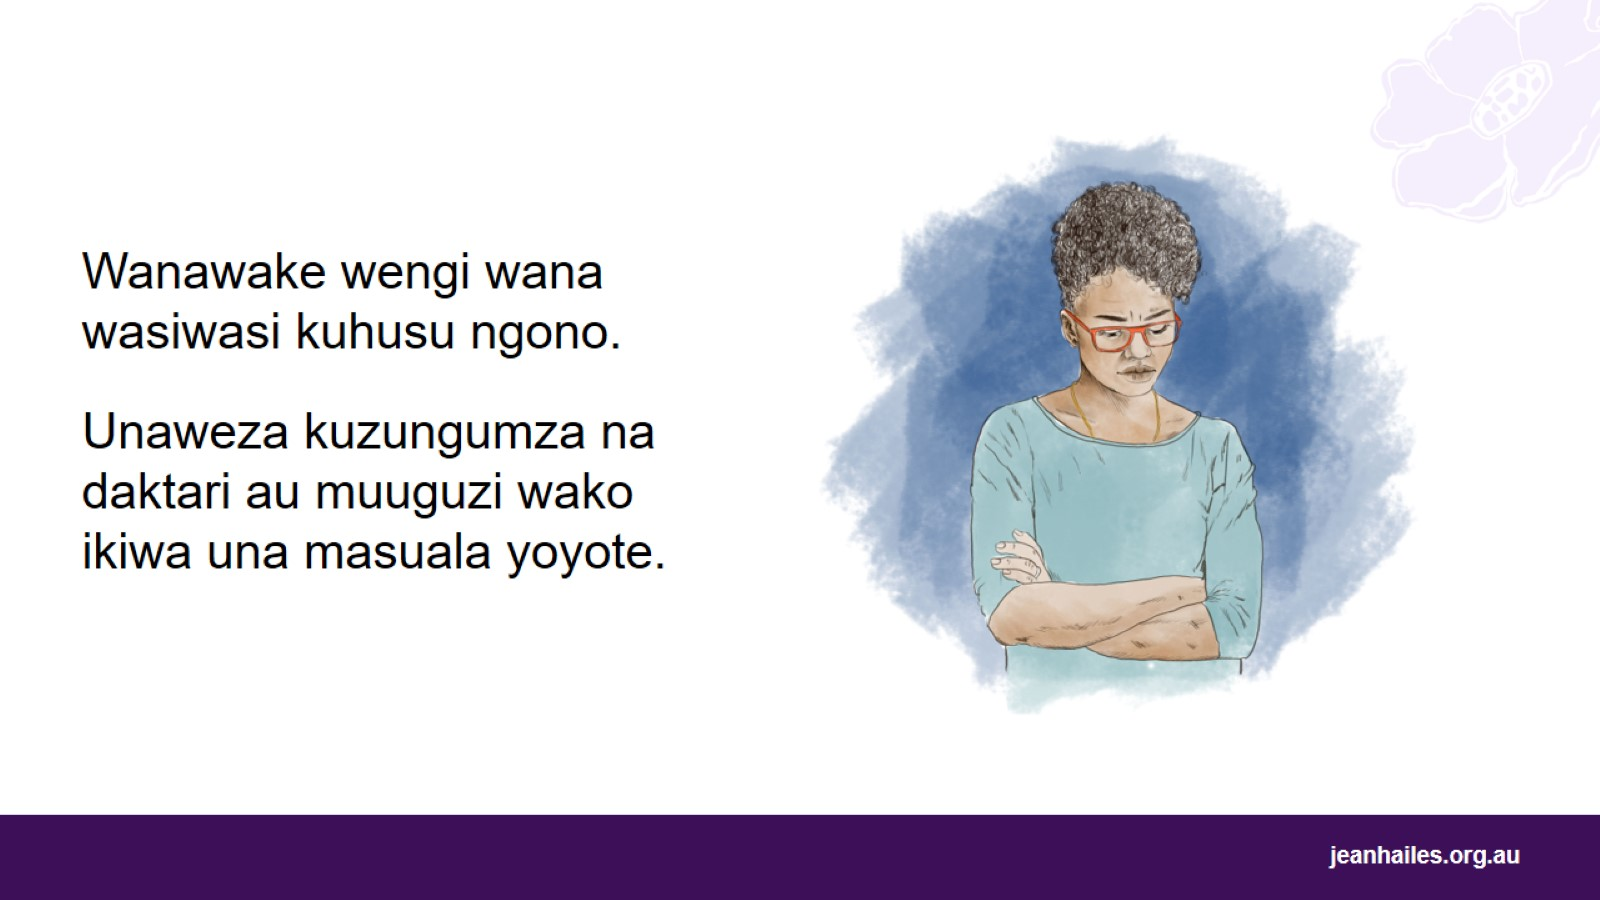 Wanawake wengi wana
wasiwasi kuhusu ngono.
Unaweza kuzungumza na
daktari au muuguzi wako
ikiwa una masuala yoyote.
jeanhailes.org.au